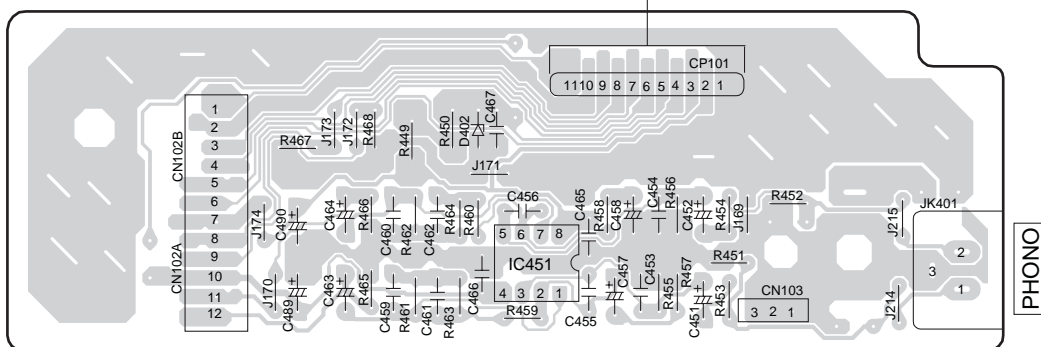 CP101
11 10 9 8 7 6 5 4 3 2 1
CN102B
1
2
3
4
5
6
7
8
9
10
11
12
CN102A
R467
J173
J172
R468
R449
R450
D402
C467
J171
J174
C490
C464
R466
C460
R462
C462
R464
R460
C456
C465
R458
C458
C454
R456
C452
R454
J169
R452
J215
JK401
5 6 7 8
IC451
4 3 2 1
J170
C489
C463
R465
C459
R461
C461
R463
C466
R459
C455
C457
C453
R455
R457
C451
R453
R451
CN103
3 2 1
J214
2
3
1
PHONO